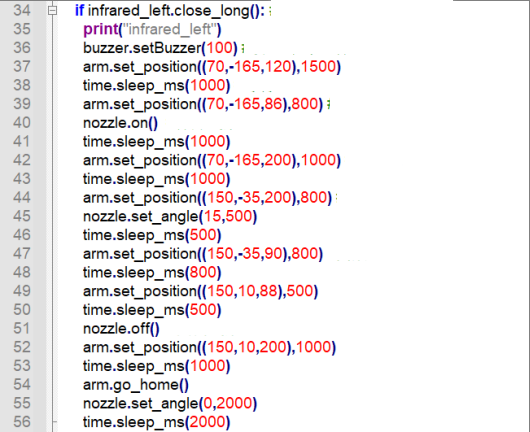 34 if infrared_left.close_long():
35 print("infrared_left")
36 buzzer.setBuzzer(100)
37 arm.set_position((70,-165,120),1500)
38 time.sleep_ms(1000)
39 arm.set_position((70,-165,86),800)
40 nozzle.on()
41 time.sleep_ms(1000)
42 arm.set_position((70,-165,200),1000)
43 time.sleep_ms(1000)
44 arm.set_position((150,-35,200),800)
45 nozzle.set_angle(15,500)
46 time.sleep_ms(500)
47 arm.set_position((150,-35,90),800)
48 time.sleep_ms(800)
49 arm.set_position((150,10,88),500)
50 time.sleep_ms(500)
51 nozzle.off()
52 arm.set_position((150,10,200),1000)
53 time.sleep_ms(1000)
54 arm.go_home()
55 nozzle.set_angle(0,2000)
56 time.sleep_ms(2000)